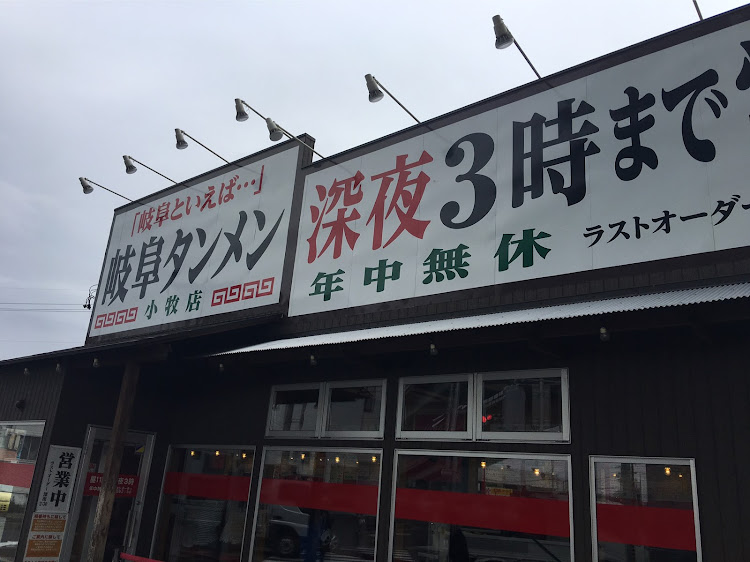 「岐阜といえば…」
岐阜タンメン
小牧店
深夜3時まで
年中無休
ラストオーダー
営業中